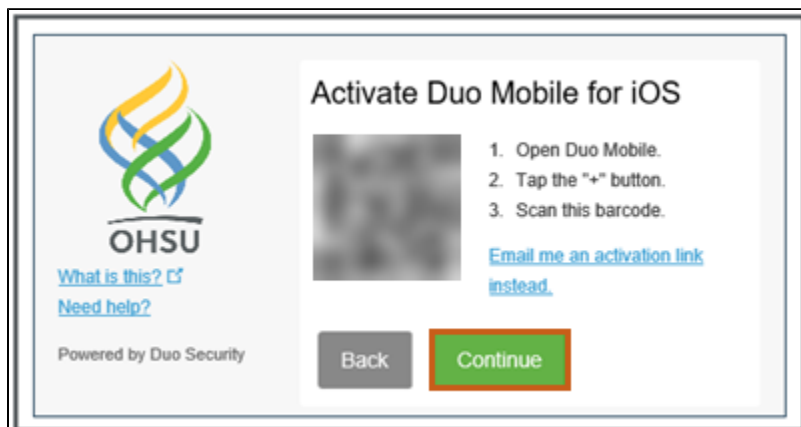 OHSU
What is this?
Need help?
Powered by Duo Security
Activate Duo Mobile for iOS
1. Open Duo Mobile.
2. Tap the "+" button.
3. Scan this barcode.
Email me an activation link
instead.
Back
Continue